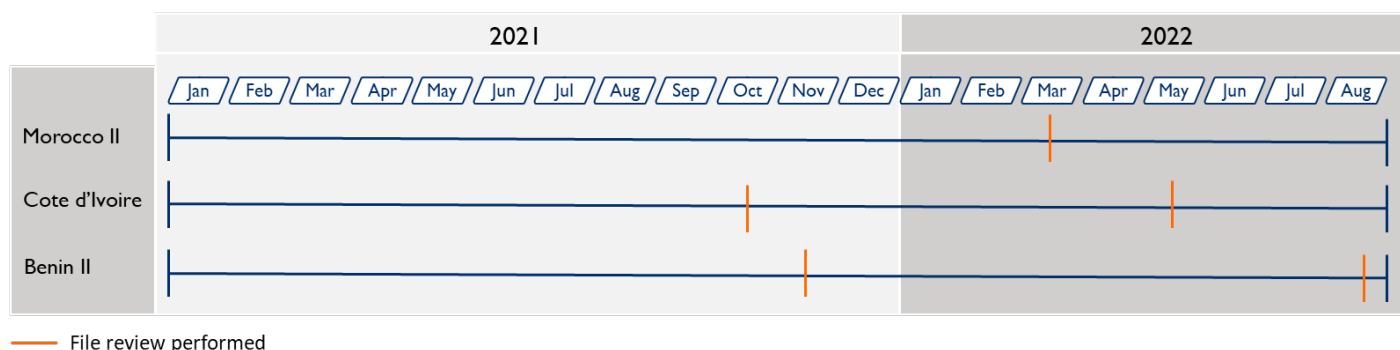 2021 2022
Jan Feb Mar Apr May Jun Jul Aug Sep Oct Nov Dec Jan Feb Mar Apr May Jun Jul Aug
Morocco II
Cote d'Ivoire
Benin II
File review performed